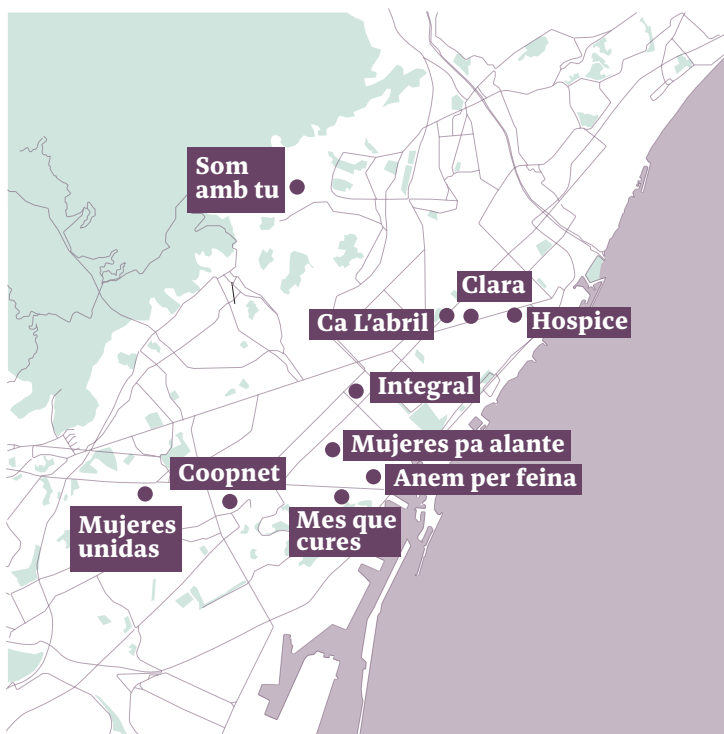 Som
amb tu
Clara
Ca L'abril
Hospice
Integral
Mujeres pa alante
Coopnet
Anem per feina
Mujeres
unidas
Mes que
cures